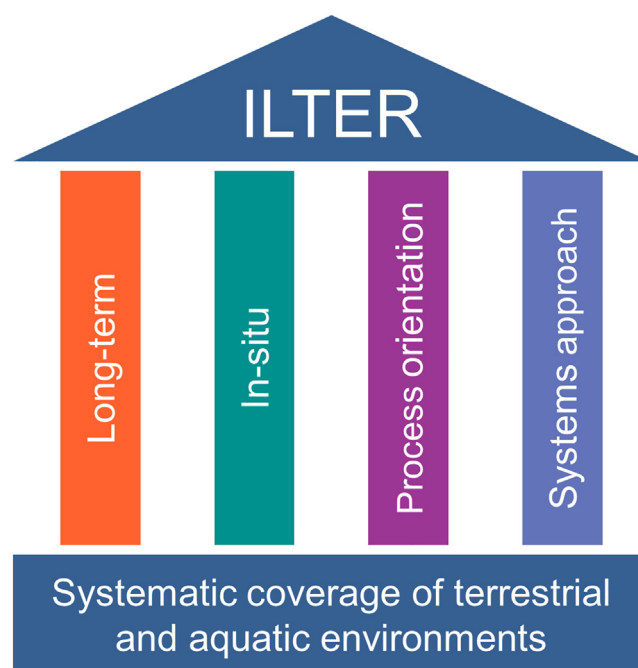 ILTER
Long-term
In-situ
Process orientation
Systems approach
Systematic coverage of terrestrial
and aquatic environments